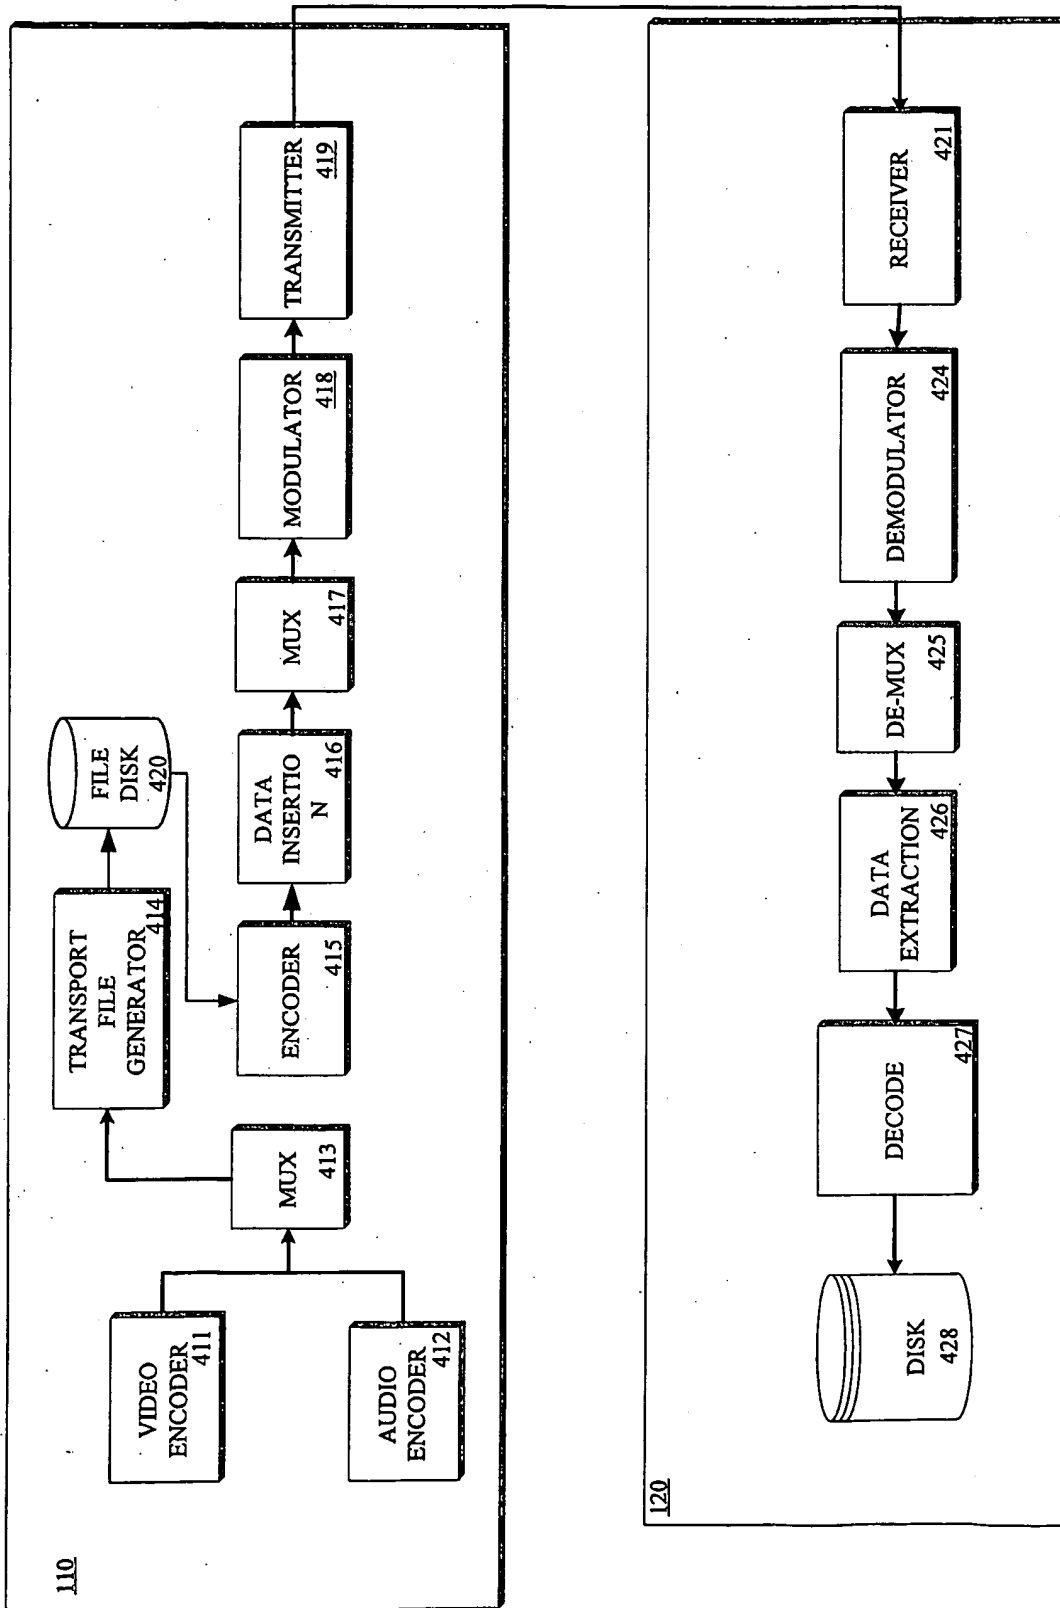 110
VIDEO
ENCODER
411
AUDIO
ENCODER
412
MUX
413
TRANSPORT
FILE
GENERATOR
414
FILE
DISK
420
ENCODER
415
DATA
INSERTIO
N
416
MUX
417
MODULATOR
418
TRANSMITTER
419
120
RECEIVER
421
DEMODULATOR
424
DE-MUX
425
DATA
EXTRACTION
426
DECODE
427
DISK
428